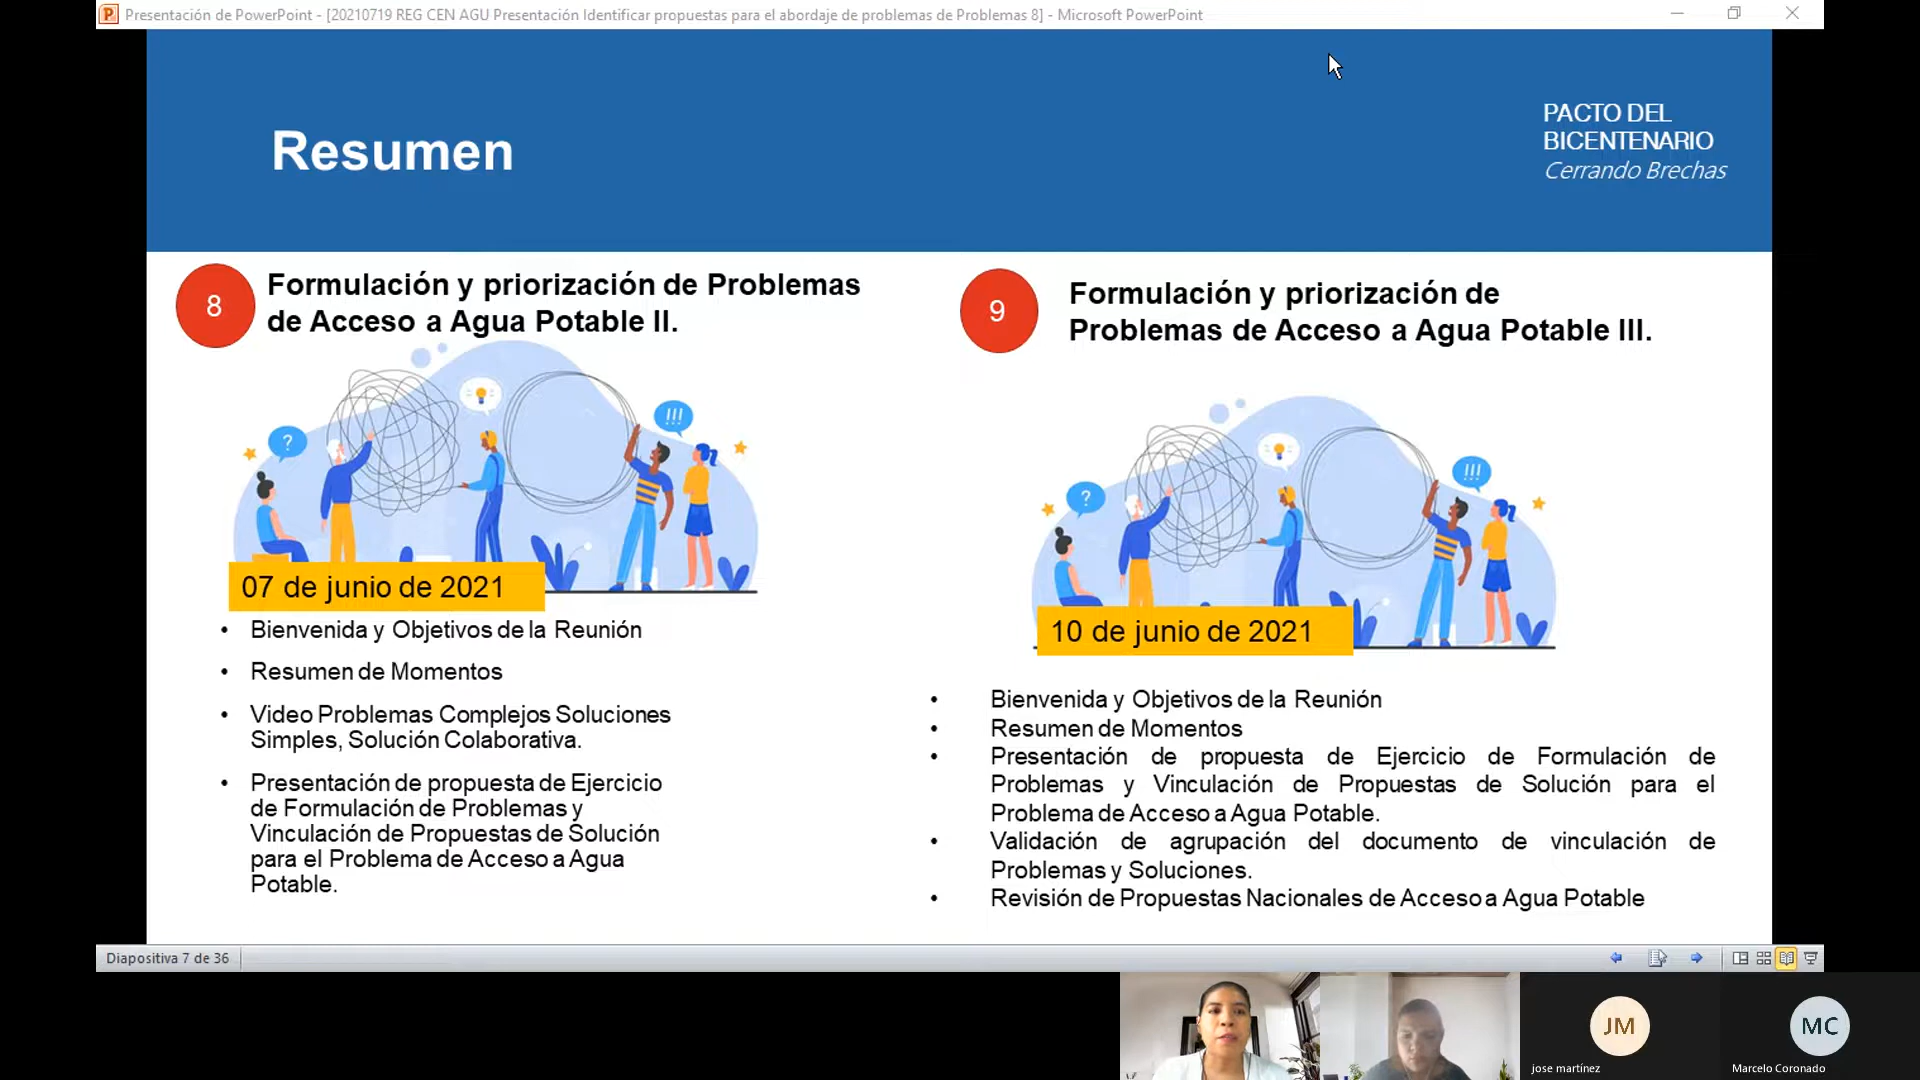 Presentación de PowerPoint - [20210719 REG CEN AGU Presentación Identificar propuestas para el abordaje de problemas de Problemas 8] - Microsoft PowerPoint
Resumen
PACTO DEL
BICENTENARIO
Cerrando Brechas
8
Formulación y priorización de Problemas
de Acceso a Agua Potable II.
?
!!!
07 de junio de 2021
• Bienvenida y Objetivos de la Reunión
• Resumen de Momentos
• Video Problemas Complejos Soluciones
Simples, Solución Colaborativa.
• Presentación de propuesta de Ejercicio
de Formulación de Problemas y
Vinculación de Propuestas de Solución
para el Problema de Acceso a Agua
Potable.
9
Formulación y priorización de
Problemas de Acceso a Agua Potable III.
?
!!!
10 de junio de 2021
• Bienvenida y Objetivos de la Reunión
• Resumen de Momentos
• Presentación de propuesta de Ejercicio de Formulación de
Problemas y Vinculación de Propuestas de Solución para el
Problema de Acceso a Agua Potable.
• Validación de agrupación del documento de vinculación de
Problemas y Soluciones.
• Revisión de Propuestas Nacionales de Acceso a Agua Potable
Diapositiva 7 de 36
JM
jose martínez
MC
Marcelo Coronado